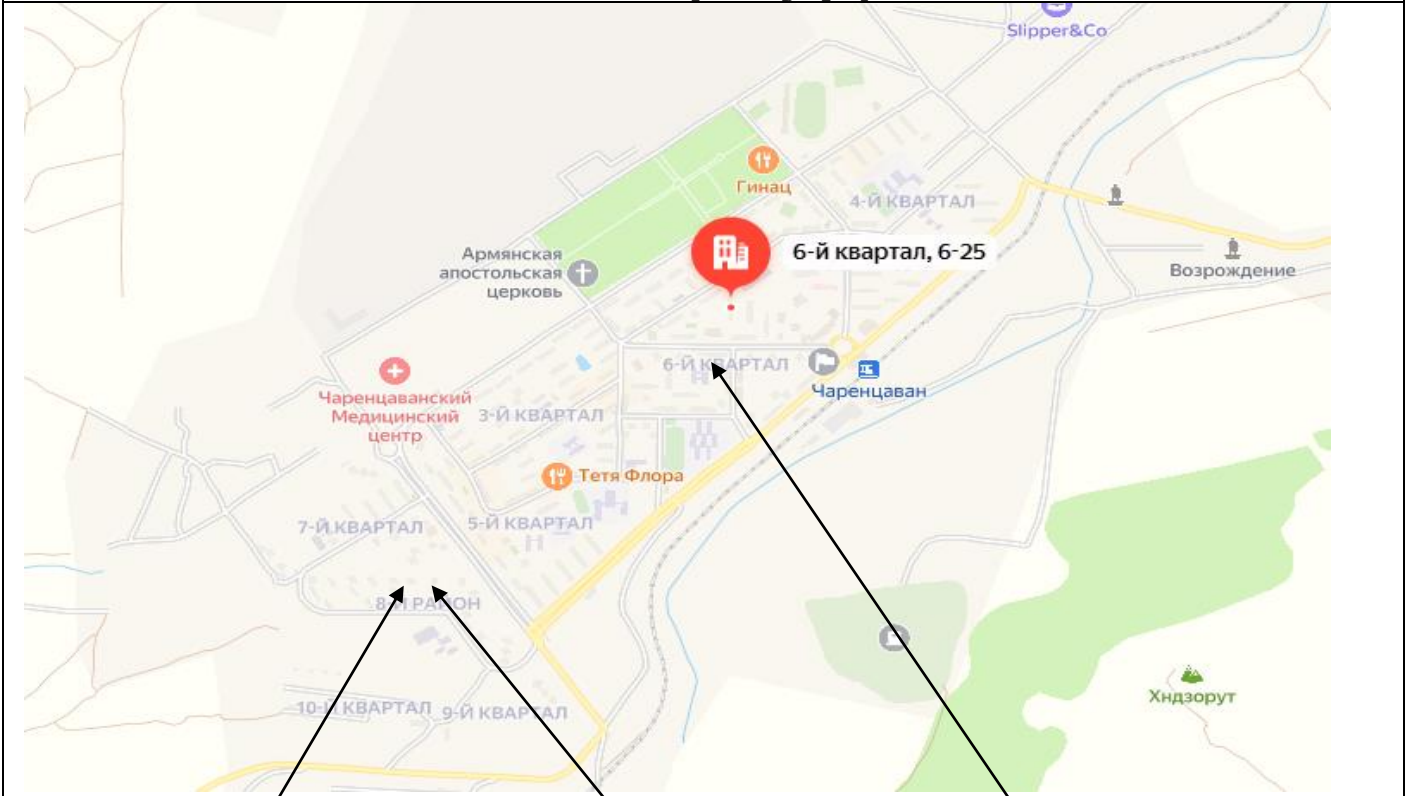 Slipper&Co
Гинац
4-Й КВАРТАЛ
Армянская
апостольская
церковь
6-й квартал, 6-25
Возрождение
6-Й КВАРТАЛ
Чаренцаван
Чаренцаванский
Медицинский
центр
3-Й КВАРТАЛ
Тетя Флора
7-Й КВАРТАЛ
5-Й КВАРТАЛ
8-Й РАЙОН
Хндзорут
10-Й КВАРТАЛ
9-Й КВАРТАЛ